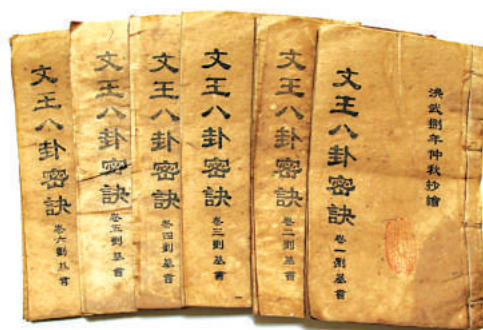 洪武捌年仲秋抄繪
文王八卦密訣 卷一劉基書
文王八卦密訣 卷二劉基書
文王八卦密訣 卷三劉基書
文王八卦密訣 卷四劉基書
文王八卦密訣 卷五劉基書
文王八卦密訣 卷六劉基書